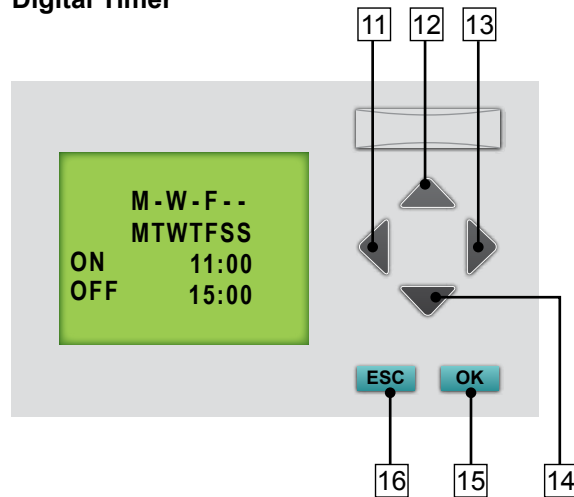 Digital Timer
11 12 13
M-W-F--
MTWTFSS
ON 11:00
OFF 15:00
ESC OK
16 15 14